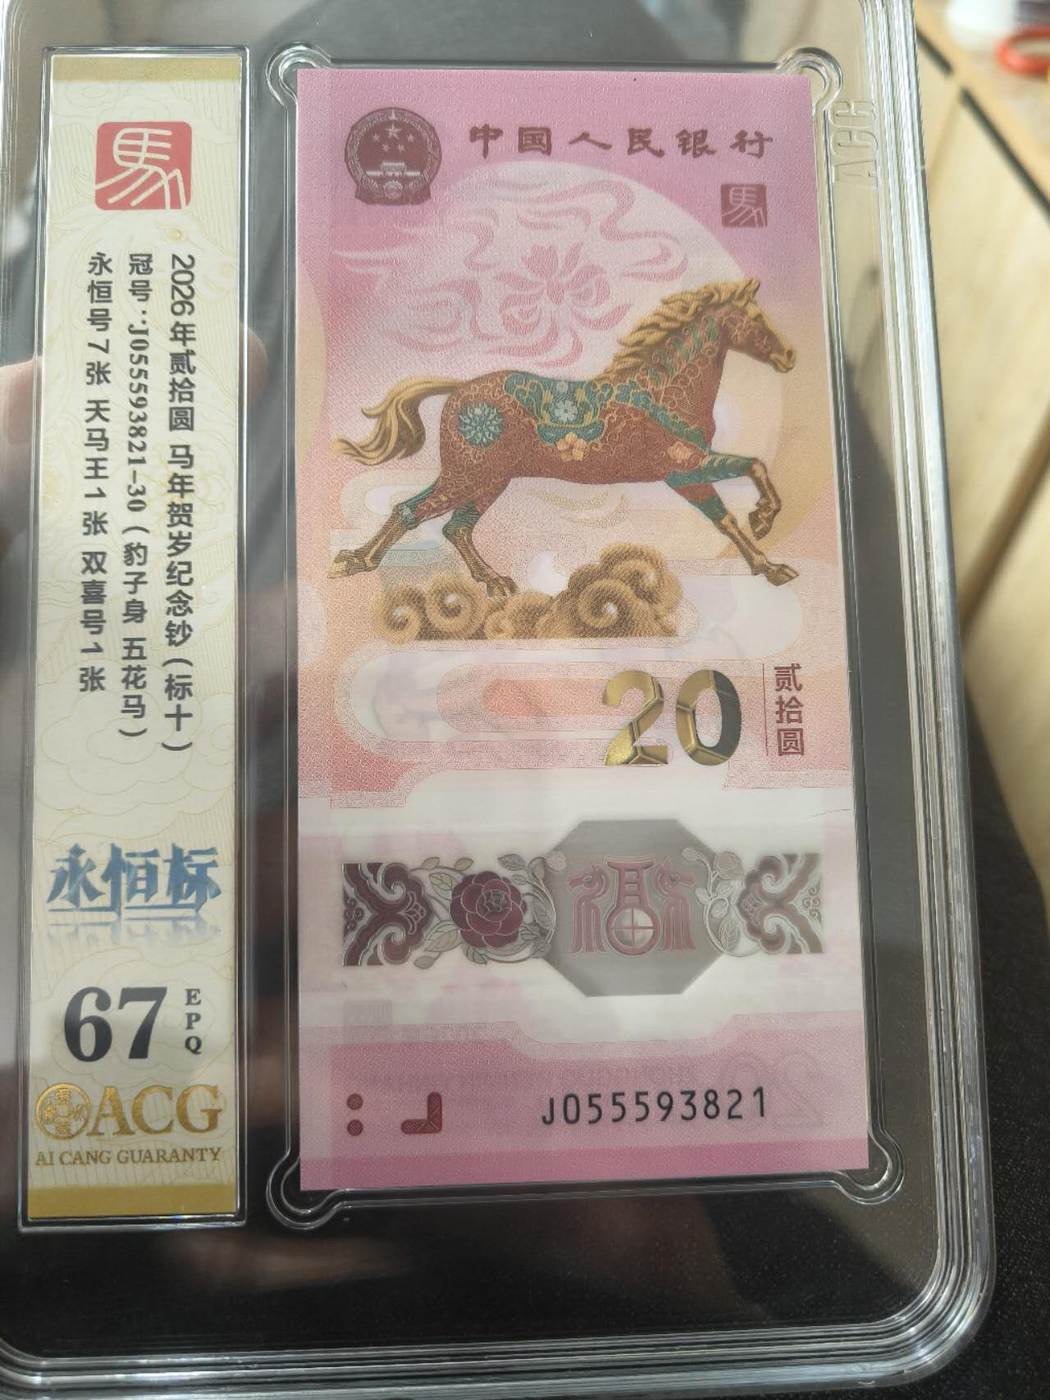 馬
2026年贰拾圆 马年贺岁纪念钞（标十）
冠号：J055593821-30（豹子身 五花马）
永恒号7张 天马王1张 双喜号1张
永恒标
67
EPQ
ACG
AI CANG GUARANTY
中國人民银行
馬
20
贰拾圆
福
J055593821
ACG